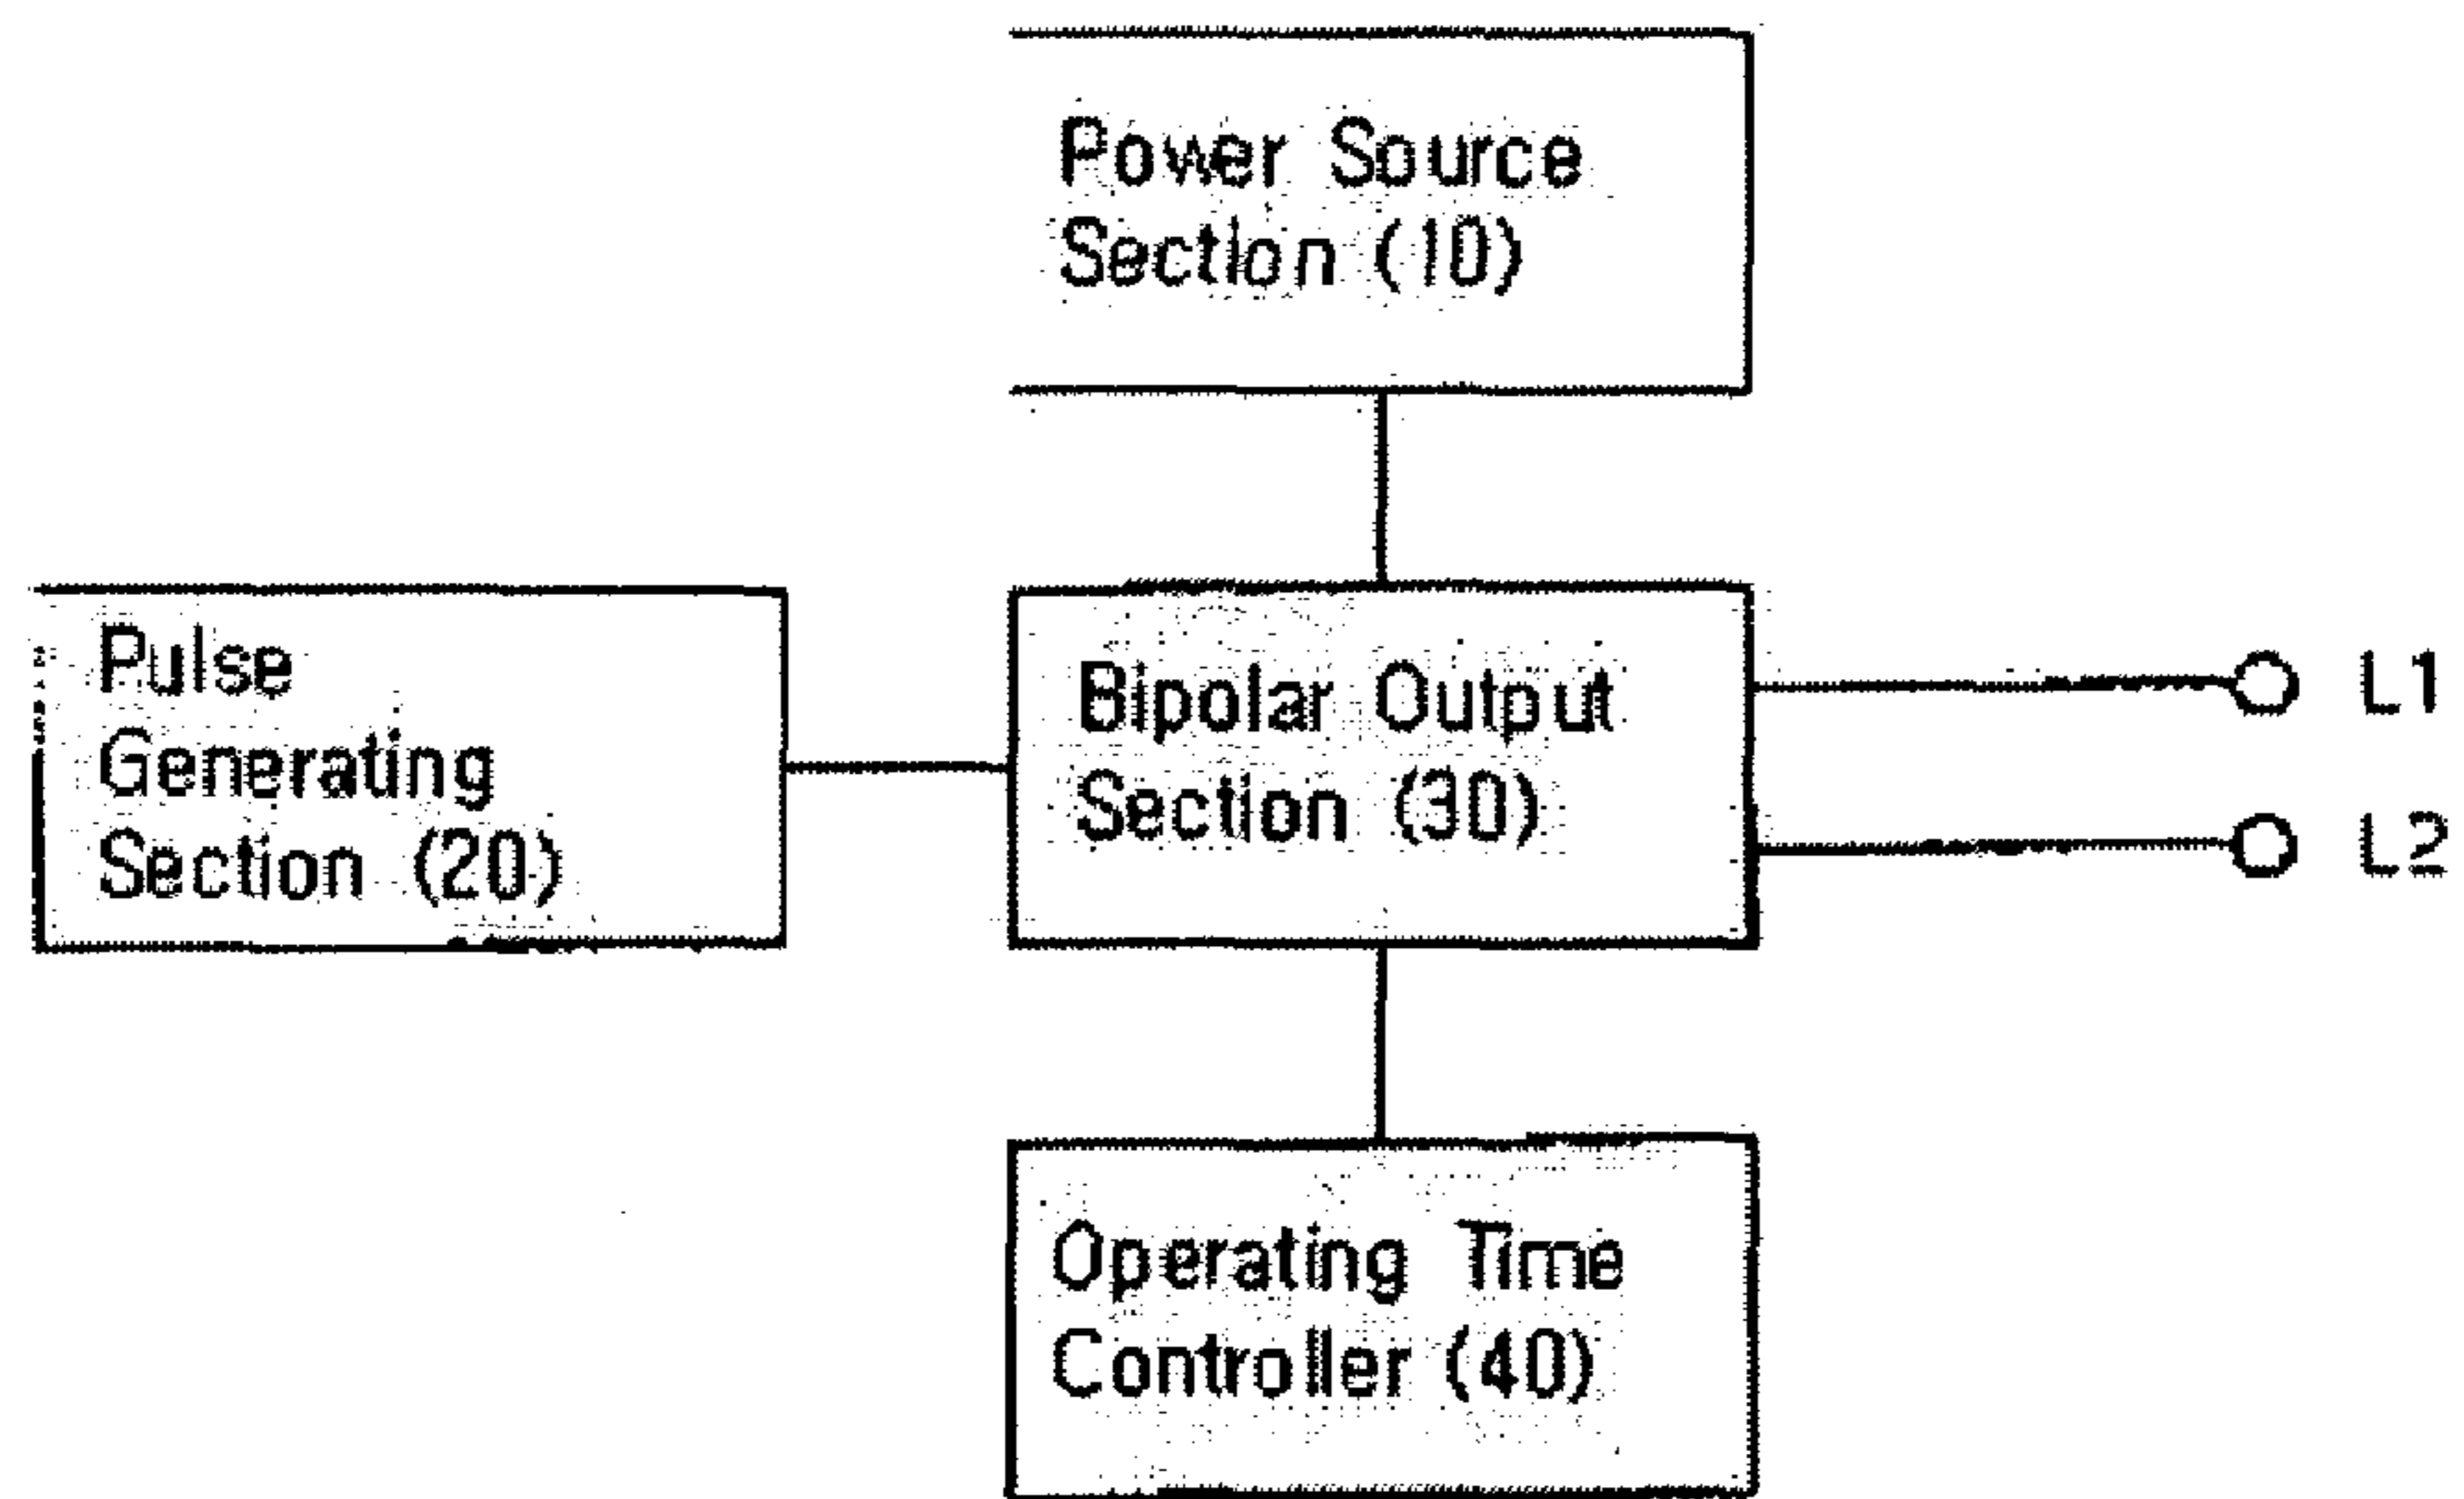 Power Source
Section (10)
Pulse
Generating
Section (20)
Bipolar Output
Section (30)
L1
L2
Operating Time
Controller (40)